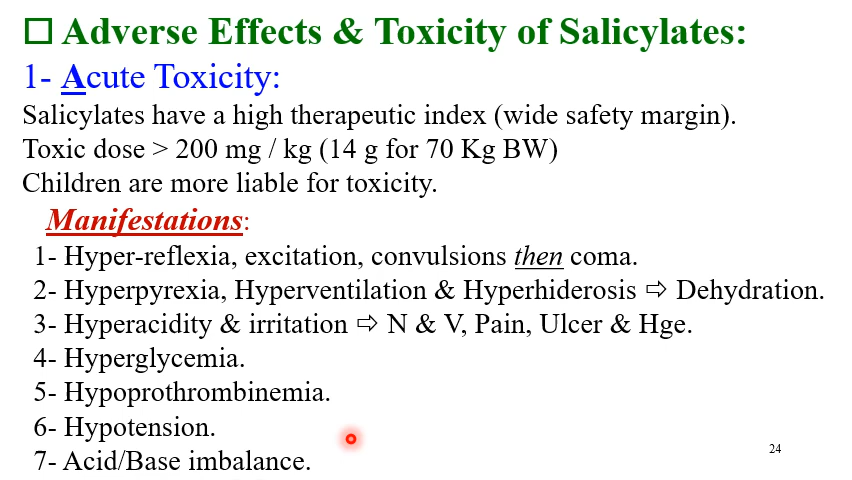 □ Adverse Effects & Toxicity of Salicylates:
1- Acute Toxicity:
Salicylates have a high therapeutic index (wide safety margin).
Toxic dose > 200 mg / kg (14 g for 70 Kg BW)
Children are more liable for toxicity.
Manifestations:
1- Hyper-reflexia, excitation, convulsions then coma.
2- Hyperpyrexia, Hyperventilation & Hyperhiderosis ⇨ Dehydration.
3- Hyperacidity & irritation ⇨ N & V, Pain, Ulcer & Hge.
4- Hyperglycemia.
5- Hypoprothrombinemia.
6- Hypotension.
7- Acid/Base imbalance.
24